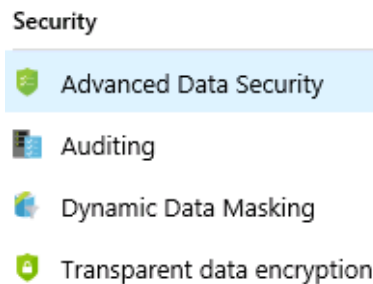 Security
Advanced Data Security
Auditing
Dynamic Data Masking
Transparent data encryption